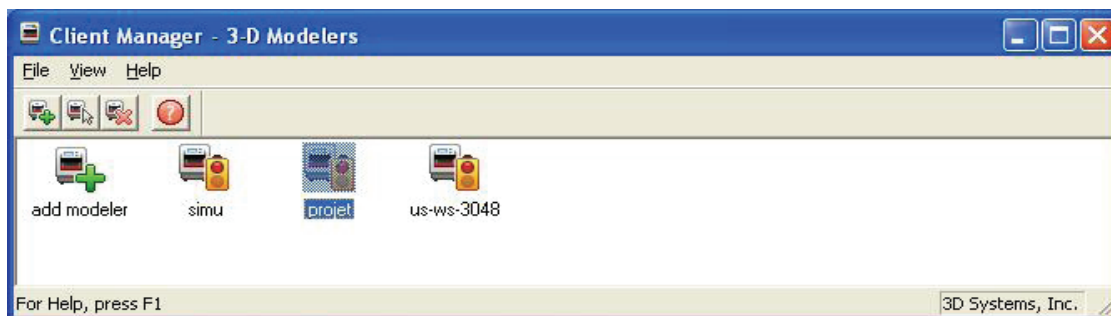 Client Manager - 3-D Modelers
File View Help
add modeler simu projet us-ws-3048
For Help, press F1 3D Systems, Inc.